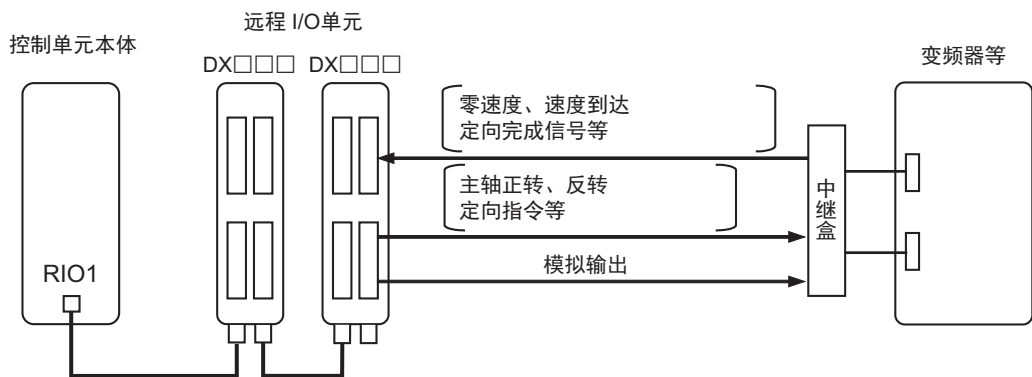 远程 I/O单元
控制单元本体
DX□□□ DX□□□
变频器等
零速度、速度到达
定向完成信号等
主轴正转、反转
定向指令等
中继盒
模拟输出
RIO1